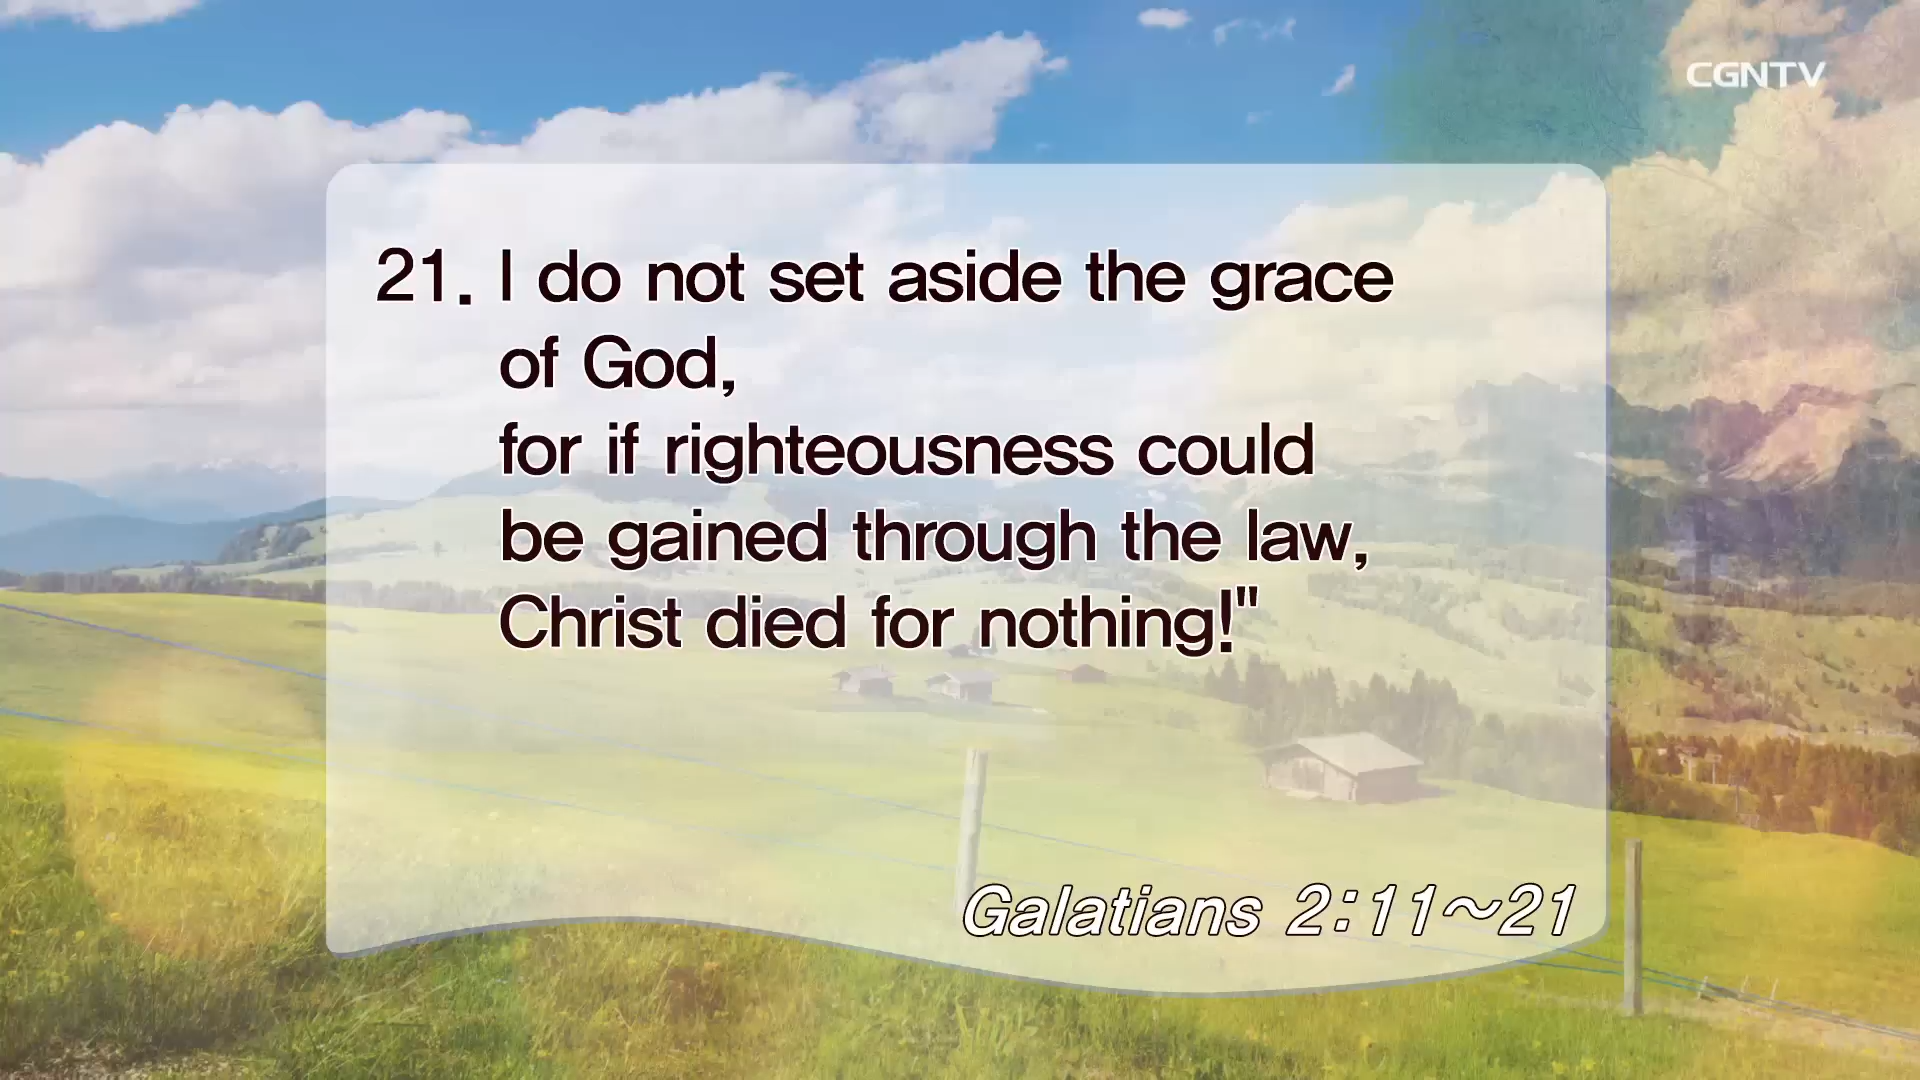 CGNTV
21. I do not set aside the grace
of God,
for if righteousness could
be gained through the law,
Christ died for nothing!"
Galatians 2:11~21